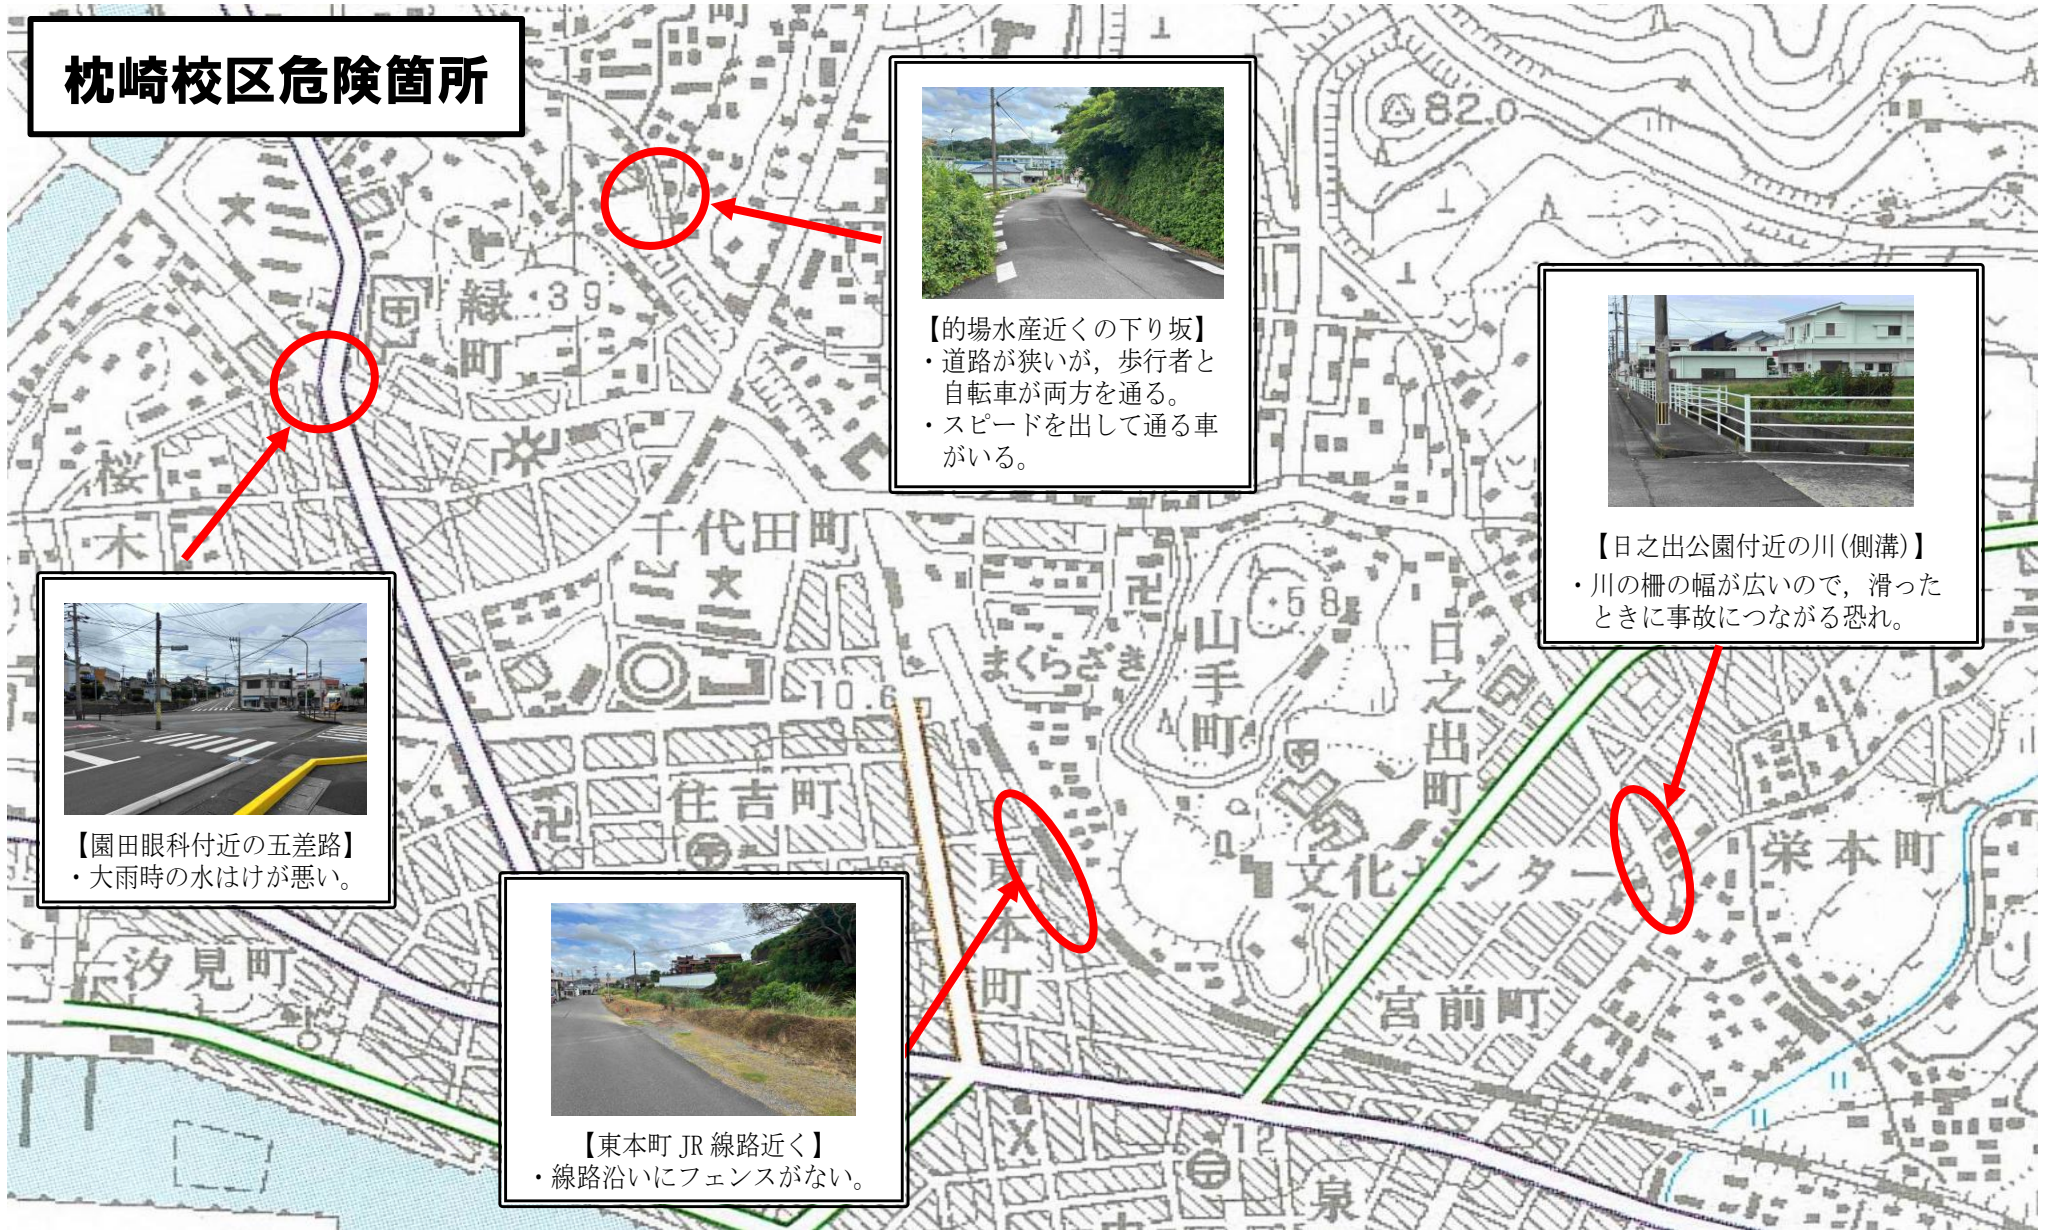 枕崎校区危険箇所
【的場水産近くの下り坂】
・道路が狭いが，歩行者と
自転車が両方を通る。
・スピードを出して通る車
がいる。
【日之出公園付近の川(側溝)】
・川の柵の幅が広いので，滑った
ときに事故につながる恐れ。
【園田眼科付近の五差路】
・大雨時の水はけが悪い。
【東本町 JR 線路近く】
・線路沿いにフェンスがない。
82.0
緑町
39
桜木
千代田町
まくらざき
山手町
58
日之出町
10.6
住吉町
文化センター
栄本町
汐見町
東本町
宮前町
12
泉